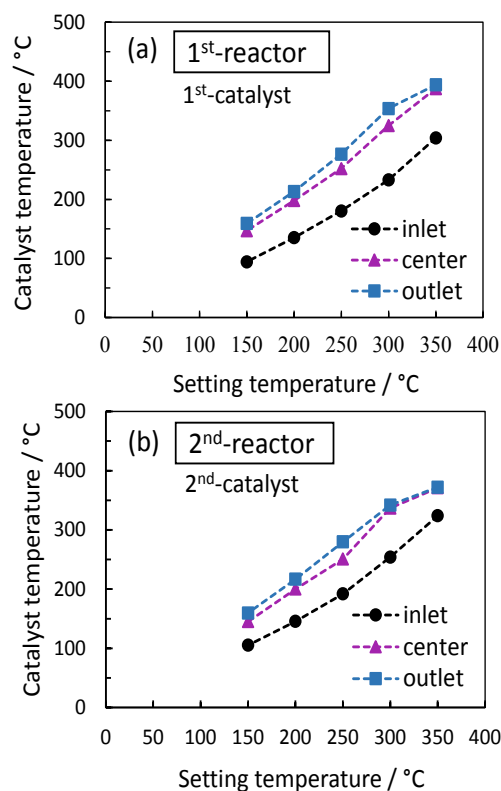 (a)
1st-reactor
1st-catalyst
Catalyst temperature / °C
500
400
300
200
100
0
inlet
center
outlet
0 50 100 150 200 250 300 350 400
Setting temperature / °C
(b)
2nd-reactor
2nd-catalyst
Catalyst temperature / °C
500
400
300
200
100
0
inlet
center
outlet
0 50 100 150 200 250 300 350 400
Setting temperature / °C